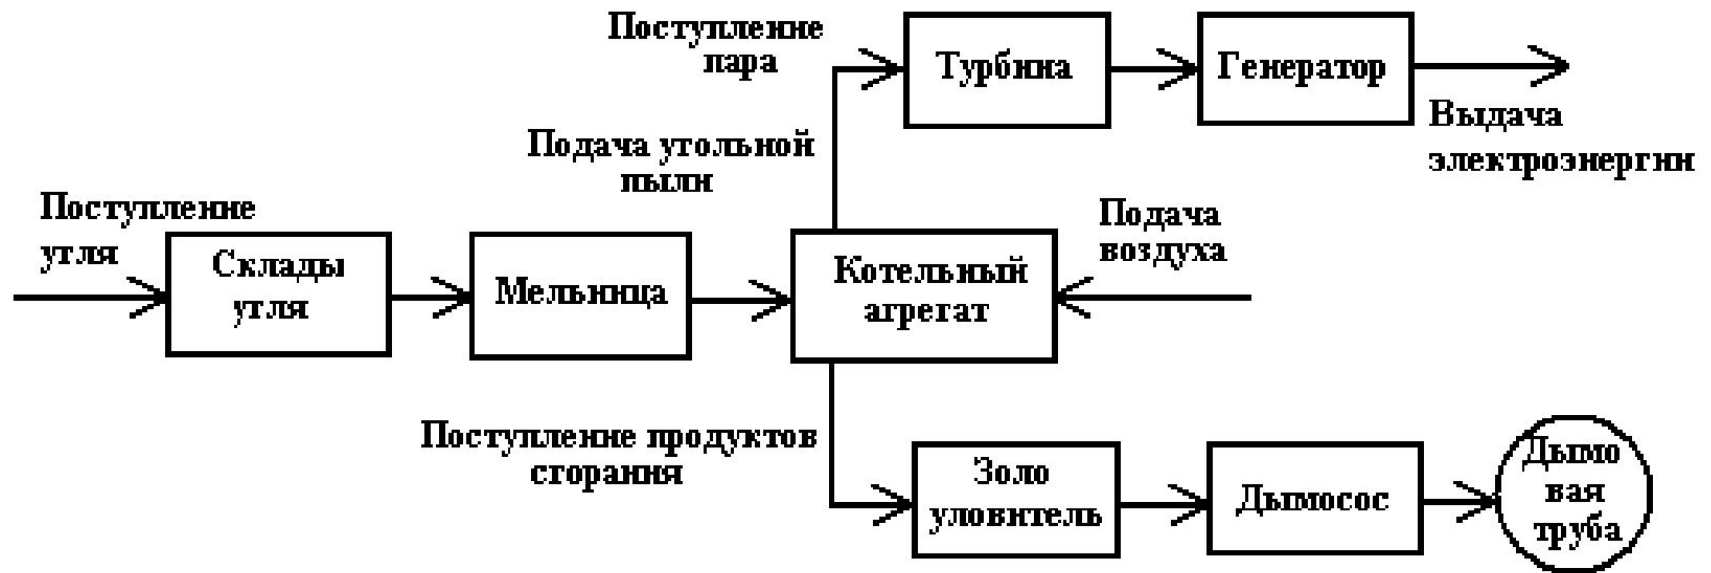 Поступление
пара
Турбина
Генератор
Выдача
электроэнергии
Подача угольной
пыли
Поступление
угля
Склады
угля
Мельница
Котельный
агрегат
Подача
воздуха
Поступление продуктов
сгорания
Золо
уловитель
Дымосос
Дымо
вая
труба